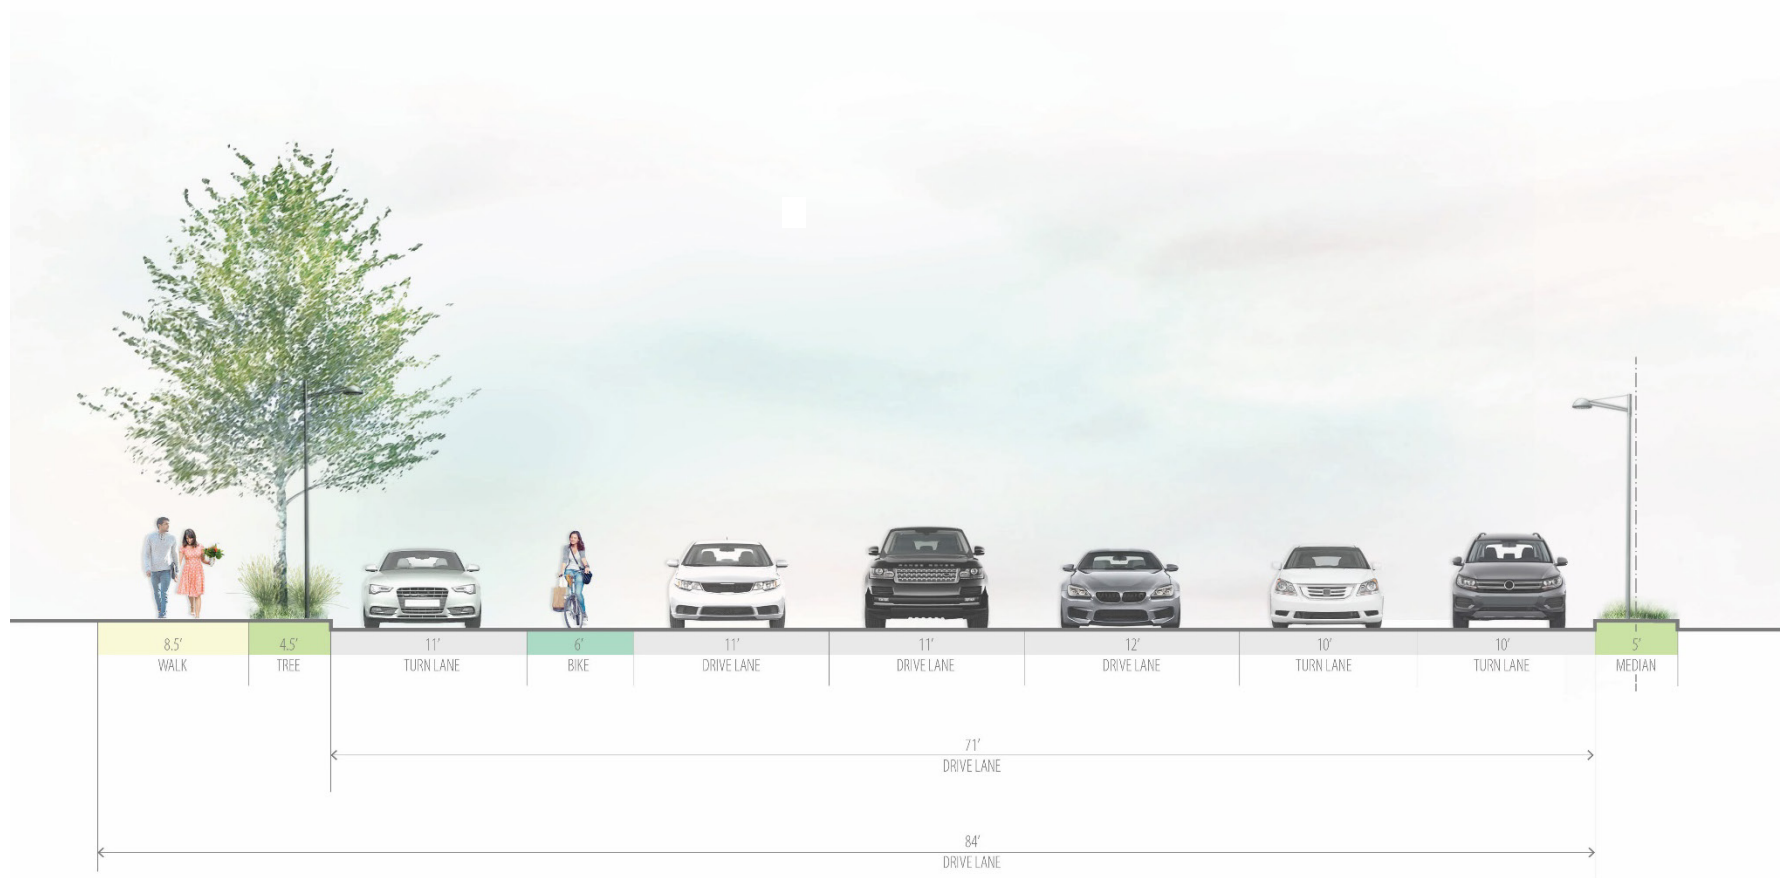 8.5' 4.5' 11' 6' 11' 11' 12' 10' 10' 5'
WALK TREE TURN LANE BIKE DRIVE LANE DRIVE LANE DRIVE LANE TURN LANE TURN LANE MEDIAN
71'
DRIVE LANE
84'
DRIVE LANE